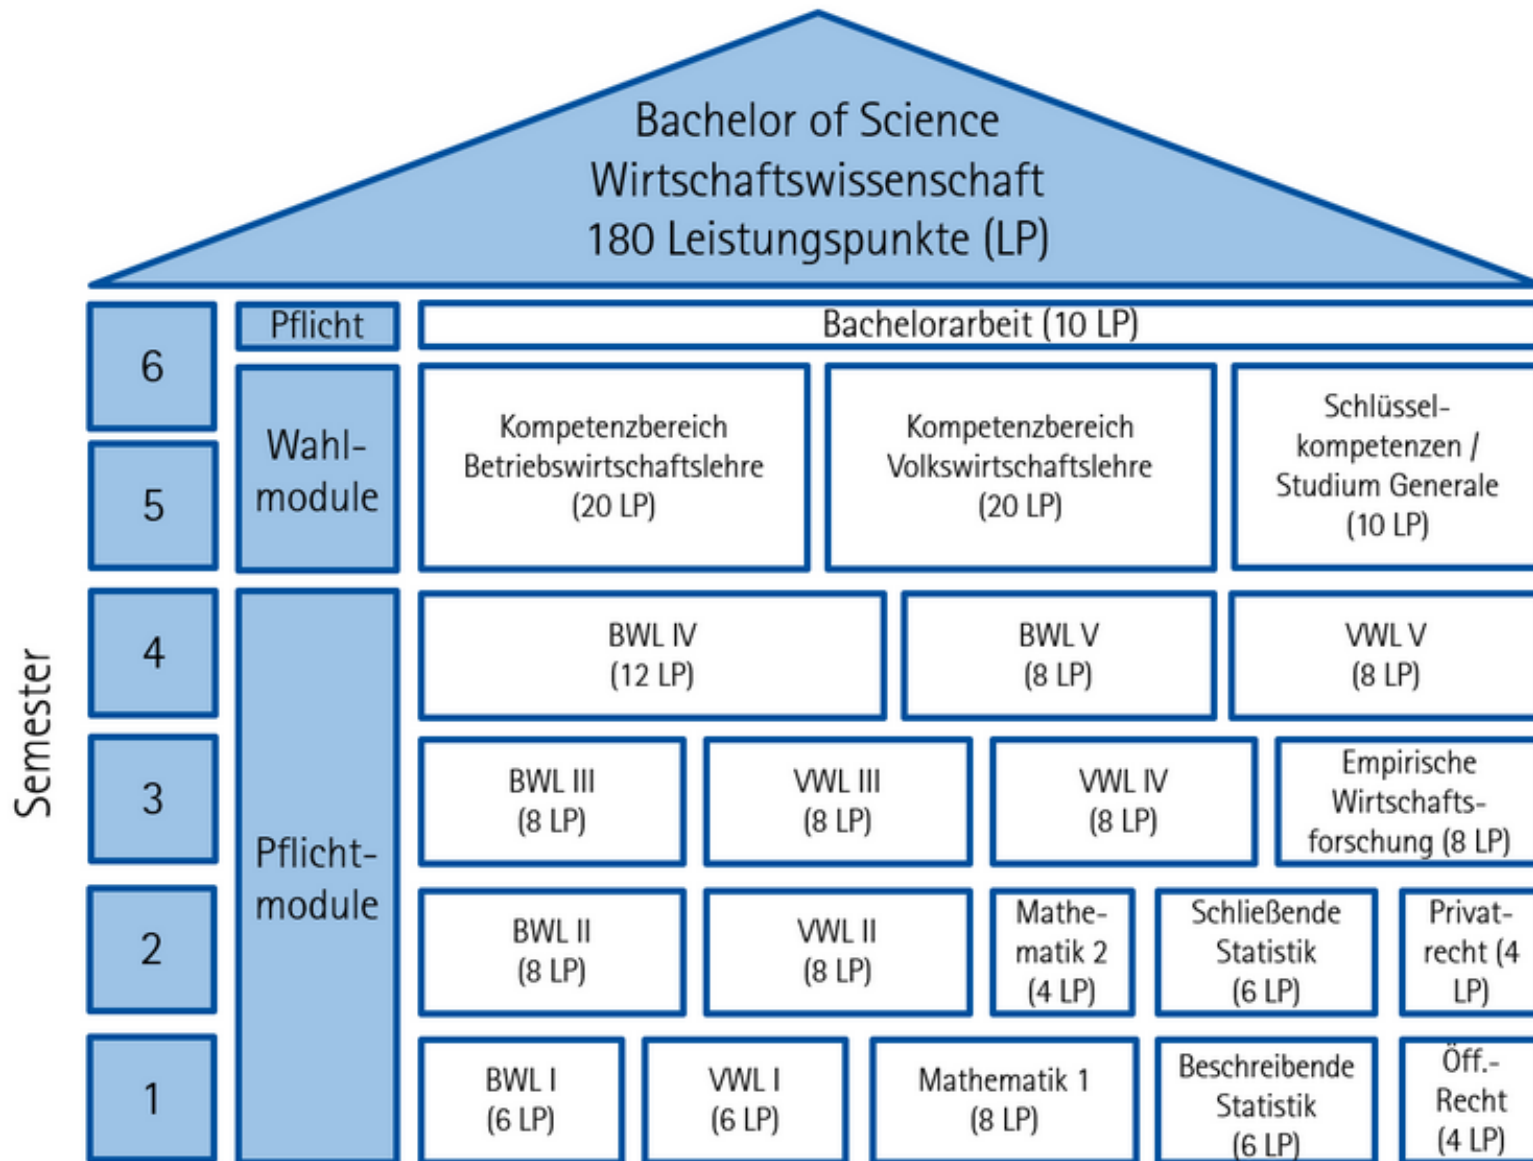 Bachelor of Science
Wirtschaftswissenschaft
180 Leistungspunkte (LP)
Semester
6
Pflicht
Bachelorarbeit (10 LP)
5
Wahl-
module
Kompetenzbereich
Betriebswirtschaftslehre
(20 LP)
Kompetenzbereich
Volkswirtschaftslehre
(20 LP)
Schlüssel-
kompetenzen /
Studium Generale
(10 LP)
4
Pflicht-
module
BWL IV
(12 LP)
BWL V
(8 LP)
VWL V
(8 LP)
3
BWL III
(8 LP)
VWL III
(8 LP)
VWL IV
(8 LP)
Empirische
Wirtschafts-
forschung (8 LP)
2
BWL II
(8 LP)
VWL II
(8 LP)
Mathe-
matik 2
(4 LP)
Schließende
Statistik
(6 LP)
Privat-
recht (4
LP)
1
BWL I
(6 LP)
VWL I
(6 LP)
Mathematik 1
(8 LP)
Beschreibende
Statistik
(6 LP)
Öff.-
Recht
(4 LP)